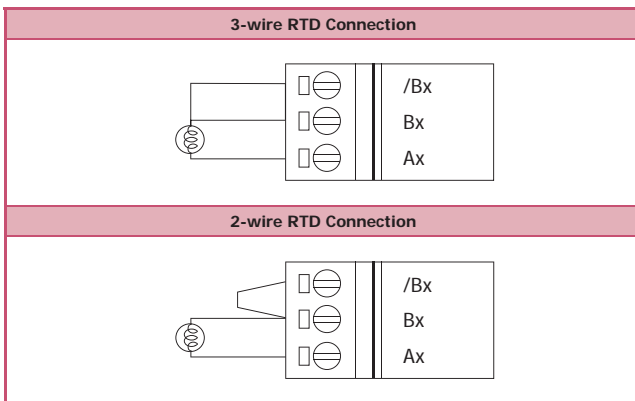 3-wire RTD Connection
/Bx
Bx
Ax
2-wire RTD Connection
/Bx
Bx
Ax